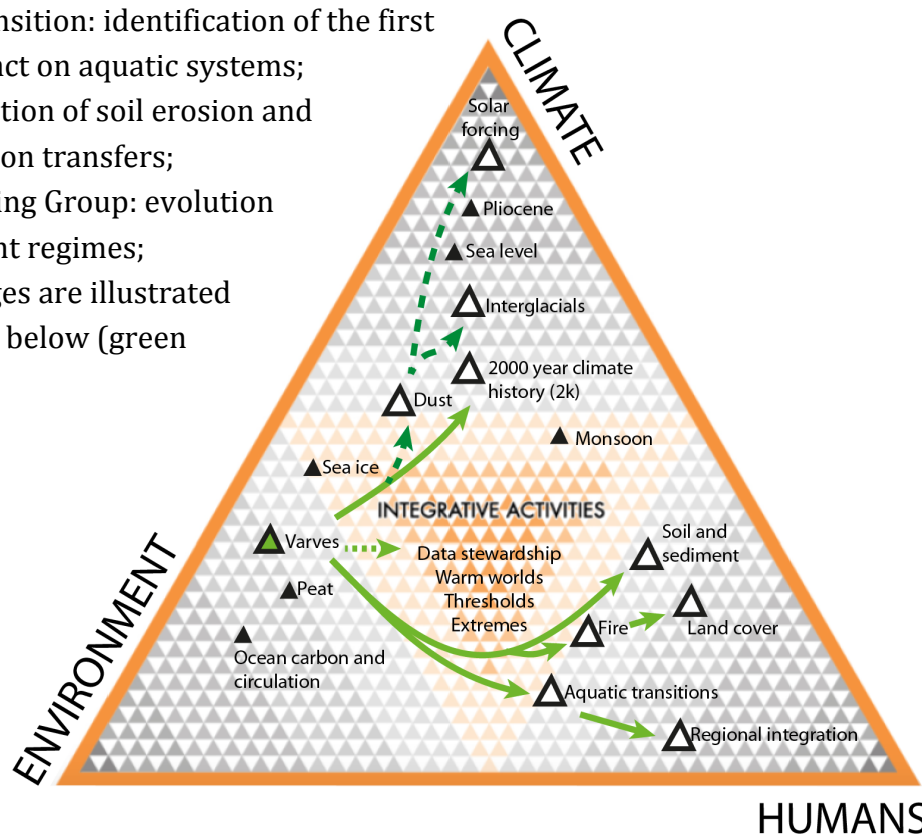 nsition: identification of the first
act on aquatic systems;
tion of soil erosion and
on transfers;
ing Group: evolution
nt regimes;
ges are illustrated
below (green
CLIMATE
Solar
forcing
Pliocene
Sea level
Interglacials
2000 year climate
history (2k)
Dust
Monsoon
Sea ice
INTEGRATIVE ACTIVITIES
Varves
Data stewardship
Warm worlds
Thresholds
Extremes
Soil and
sediment
Peat
Fire
Land cover
Ocean carbon and
circulation
Aquatic transitions
Regional integration
ENVIRONMENT
HUMANS